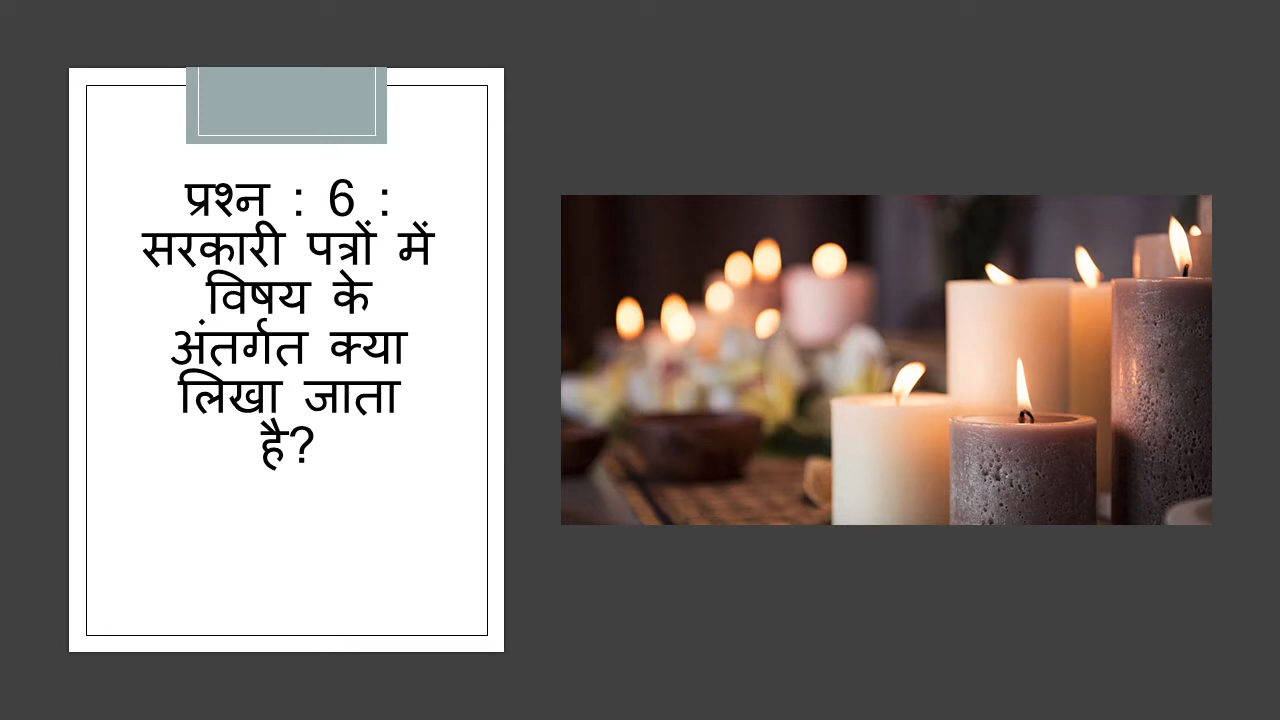 प्रश्न : 6 :
सरकारी पत्रों में
विषय के
अंतर्गत क्या
लिखा जाता
है?